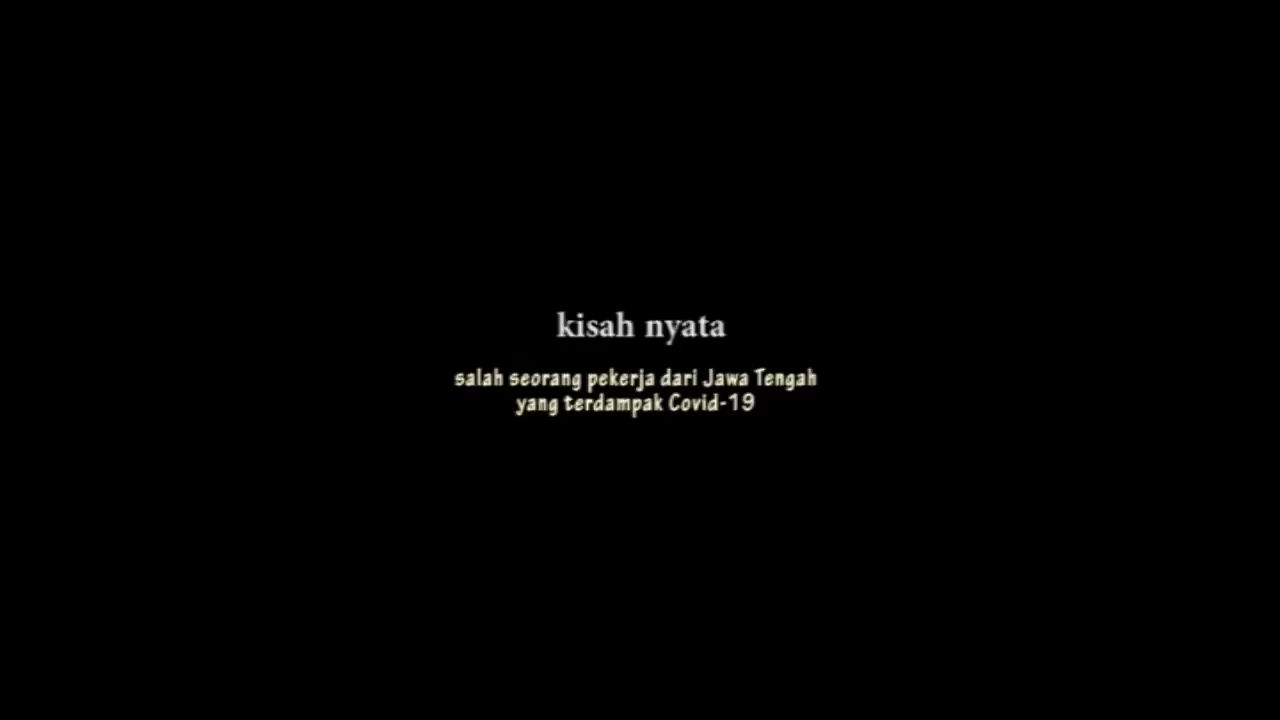 kisah nyata
salah seorang pekerja dari Jawa Tengah
yang terdampak Covid-19